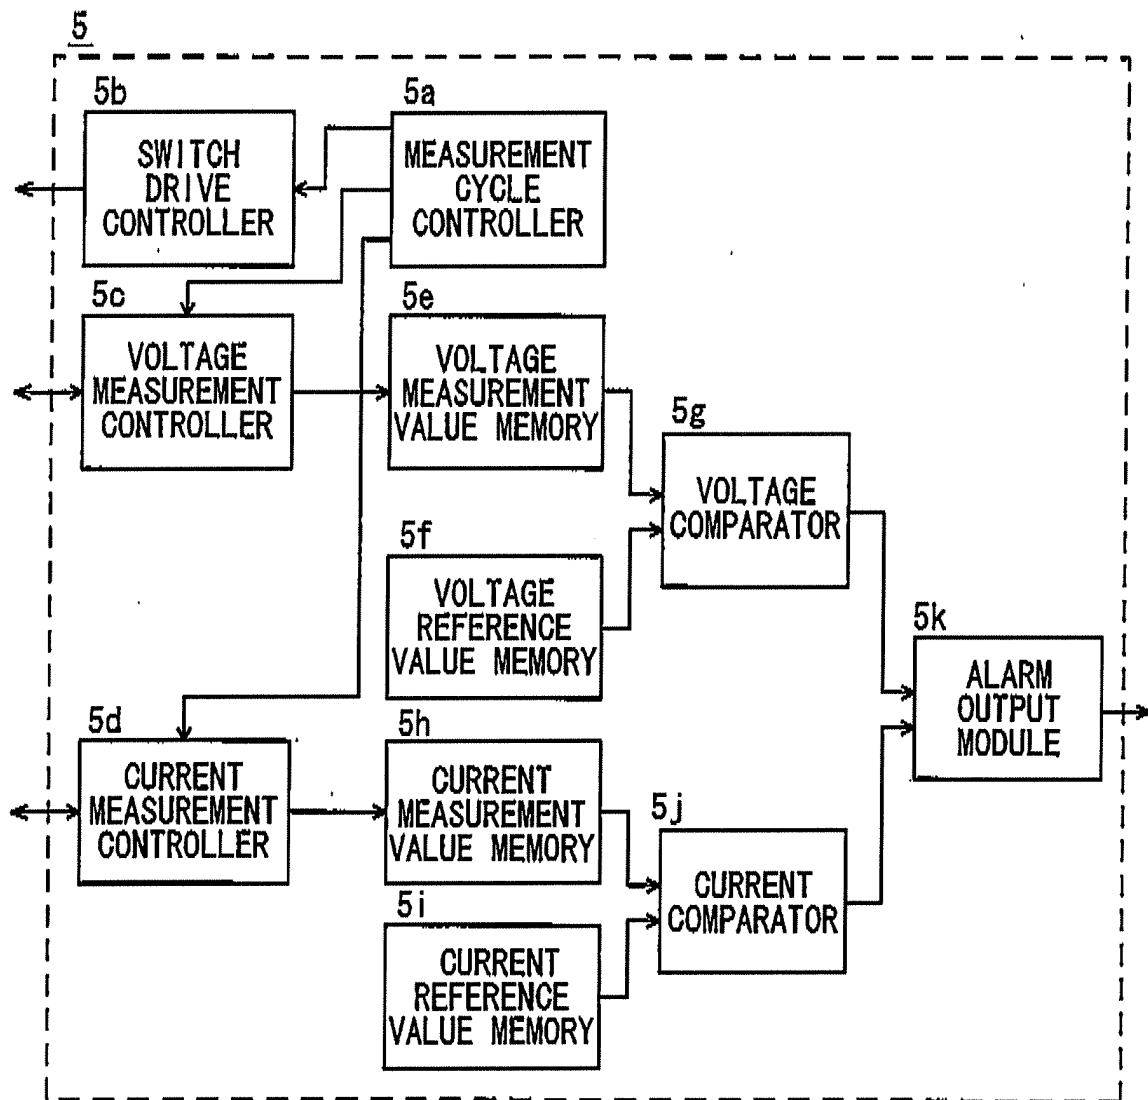 5
5b
SWITCH
DRIVE
CONTROLLER
5a
MEASUREMENT
CYCLE
CONTROLLER
5c
VOLTAGE
MEASUREMENT
CONTROLLER
5e
VOLTAGE
MEASUREMENT
VALUE MEMORY
5g
VOLTAGE
COMPARATOR
5f
VOLTAGE
REFERENCE
VALUE MEMORY
5k
ALARM
OUTPUT
MODULE
5d
CURRENT
MEASUREMENT
CONTROLLER
5h
CURRENT
MEASUREMENT
VALUE MEMORY
5j
CURRENT
COMPARATOR
5i
CURRENT
REFERENCE
VALUE MEMORY